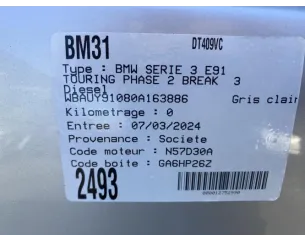 BM31 DT409VC
Type : BMW SERIE 3 E91
TOURING PHASE 2 BREAK 3
Diesel
WBAUY91080A163886 Gris clair
Kilometrage : 0
Entree : 07/03/2024
Provenance : Societe
Code moteur : N57D30A
Code boite : GA6HP26Z
2493